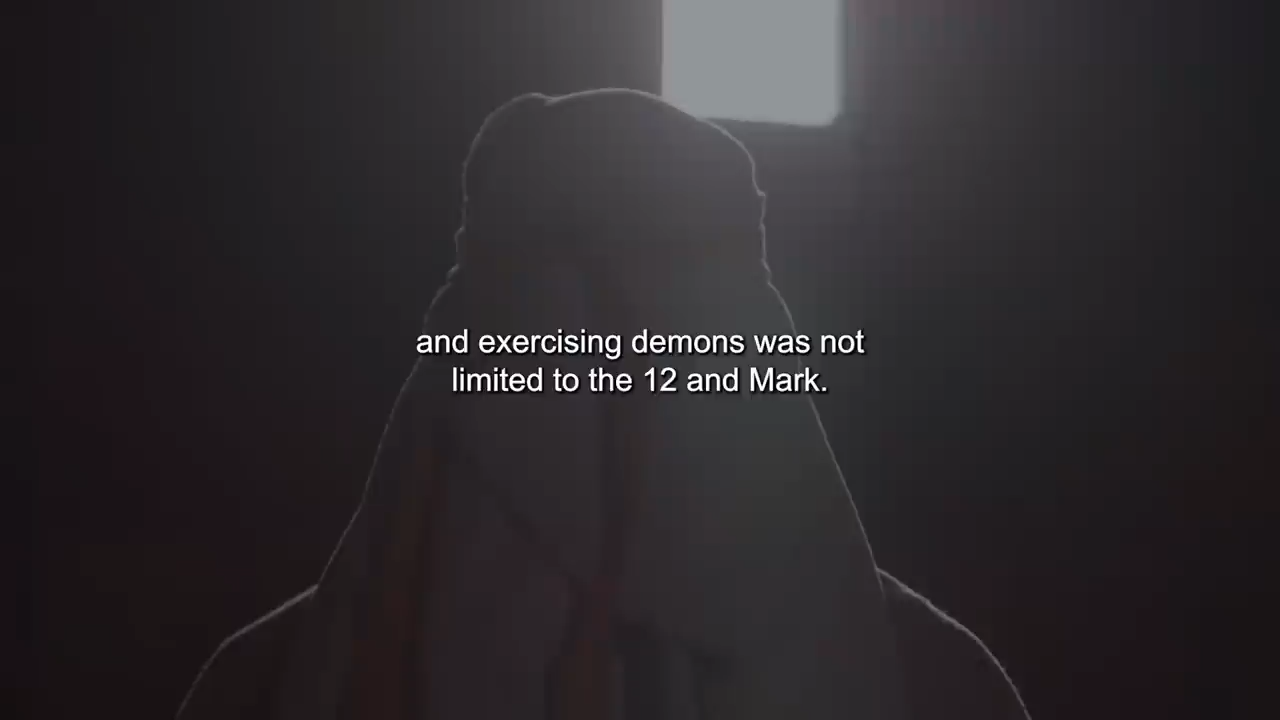 and exercising demons was not
limited to the 12 and Mark.